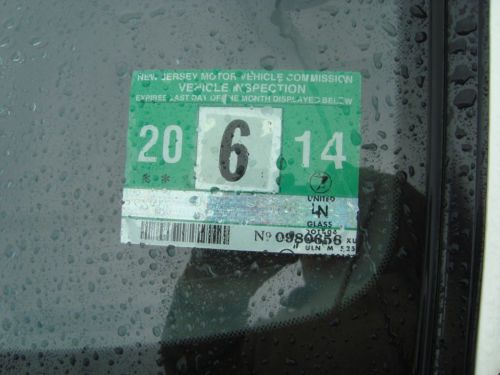 NEW JERSEY MOTOR VEHICLE COMMISSION
VEHICLE INSPECTION
EXPIRES LAST DAY OF THE MONTH DISPLAYED BELOW
20 6 14
**
UNITED
GLASS
Nº 0980656